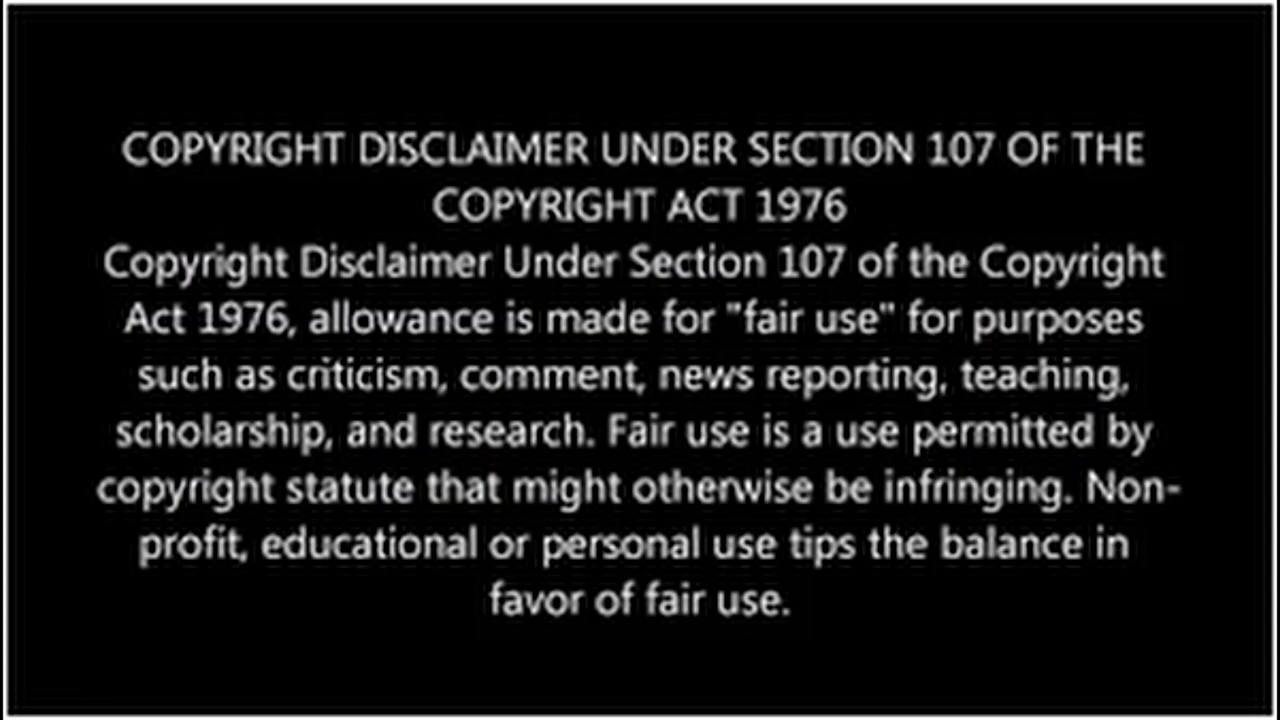 COPYRIGHT DISCLAIMER UNDER SECTION 107 OF THE
COPYRIGHT ACT 1976
Copyright Disclaimer Under Section 107 of the Copyright
Act 1976, allowance is made for "fair use" for purposes
such as criticism, comment, news reporting, teaching,
scholarship, and research. Fair use is a use permitted by
copyright statute that might otherwise be infringing. Non-
profit, educational or personal use tips the balance in
favor of fair use.